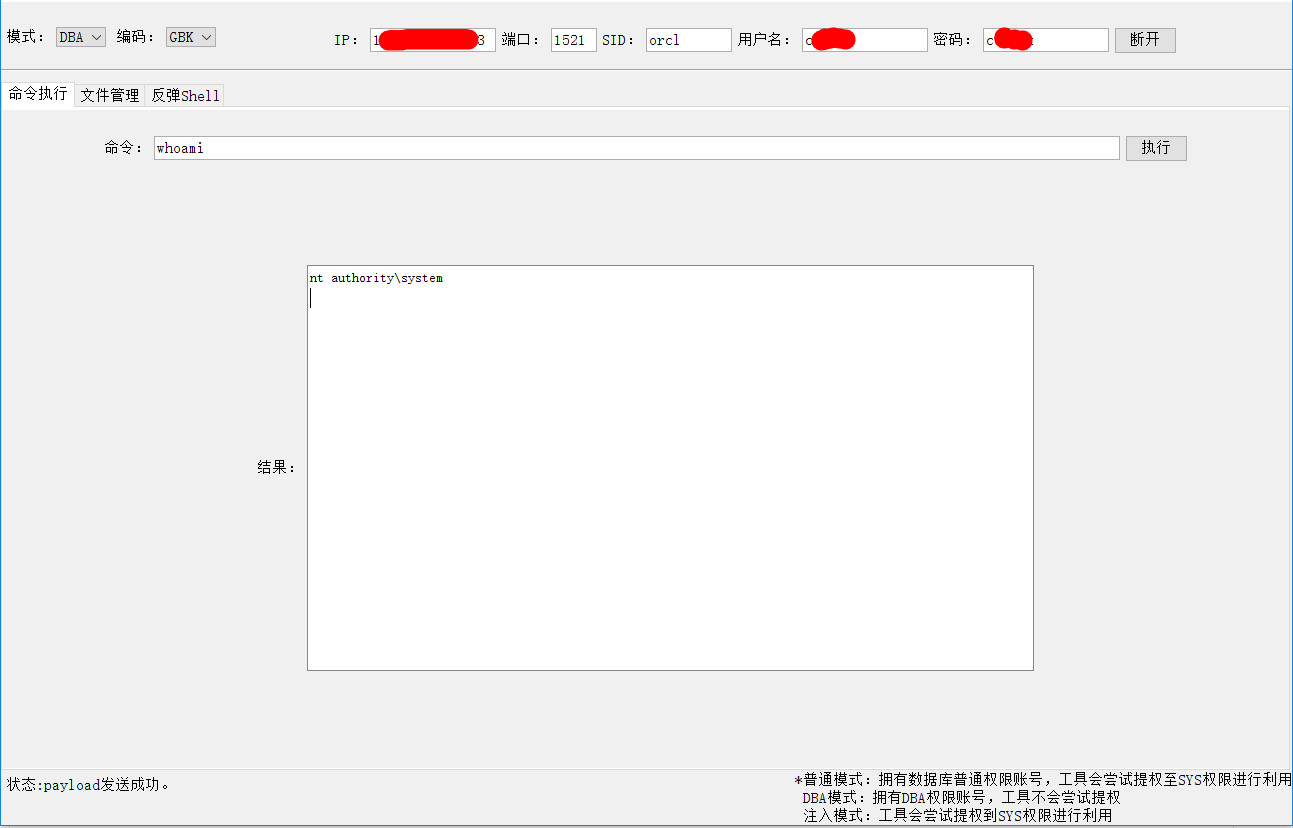 模式： DBA 编码： GBK IP： 1 3 端口： 1521 SID： orcl 用户名： c 密码： c 断开
命令执行 文件管理 反弹Shell
命令： whoami 执行
nt authority\system
结果：
状态:payload发送成功。
*普通模式：拥有数据库普通权限账号，工具会尝试提权至SYS权限进行利用
DBA模式：拥有DBA权限账号，工具不会尝试提权
注入模式：工具会尝试提权到SYS权限进行利用